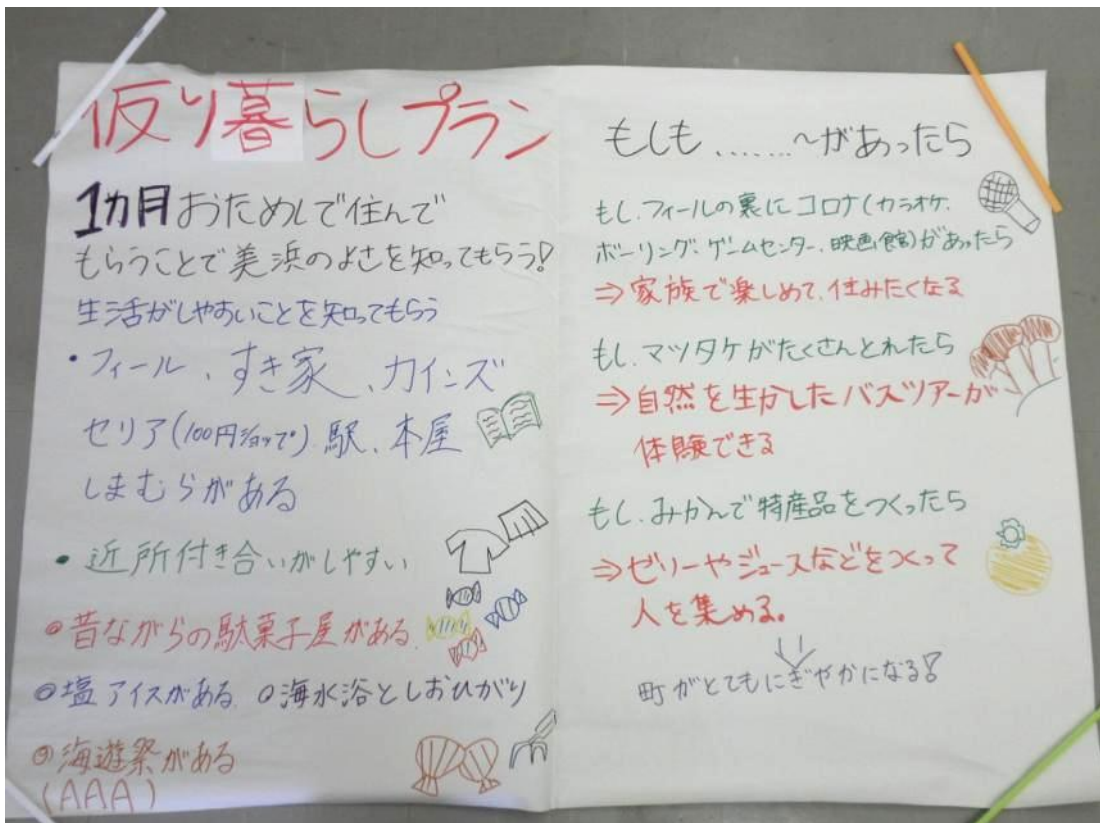 仮り暮らしプラン
1カ月おためしで住んで
もらうことで美浜のよさを知ってもらう!
生活がしやすいことを知ってもらう
・フィール、すき家、カインズ
セリア(100円ショップ)駅、本屋
しまむらがある
・近所付き合いがしやすい
◎昔ながらの駄菓子屋がある.
◎塩アイスがある. ◎海水浴としおひがり
◎海遊祭がある
(AAA)
もしも........~があったら
もし、フィールの裏にコロナ(カラオケ、
ボーリング、ゲームセンター、映画館)があったら
⇒家族で楽しめて、住みたくなる
もし、マツタケがたくさんとれたら
⇒自然を生かしたバスツアーが
体験できる
もし、みかんで特産品をつくったら
⇒ゼリーやジュースなどをつくって
人を集める。
町がとてもにぎやかになる!